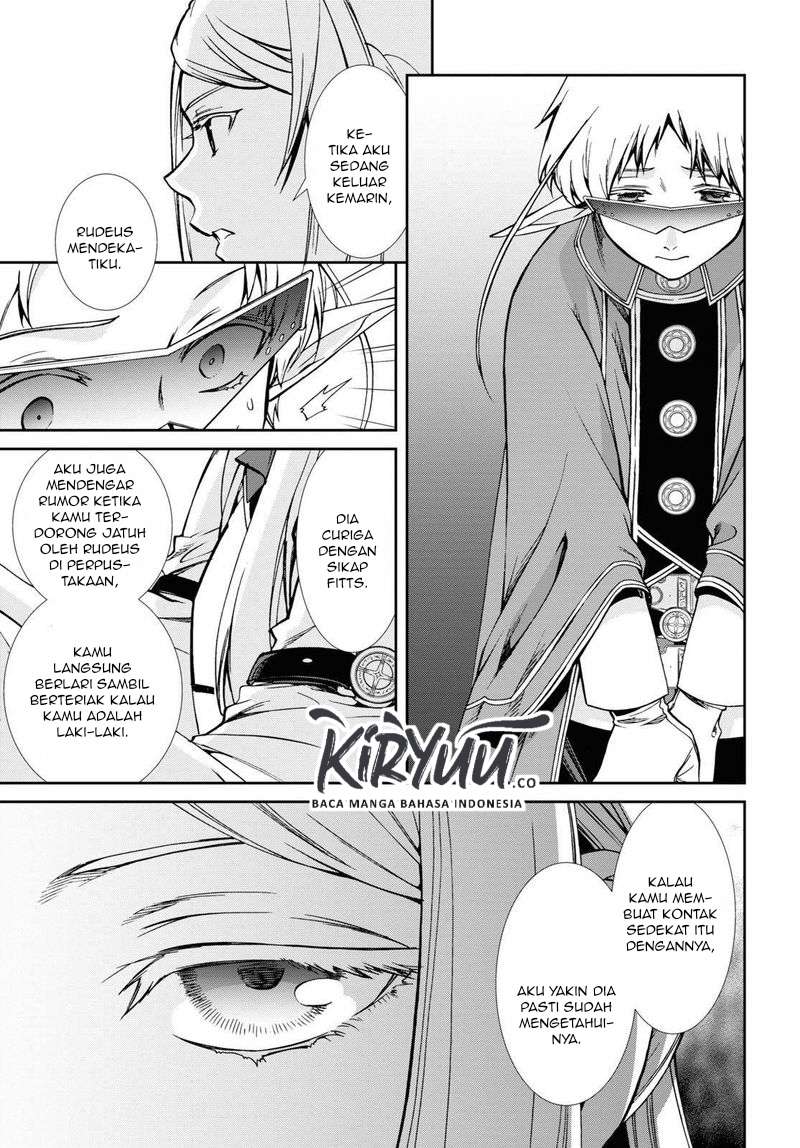 KE-
TIKA AKU
SEDANG
KELUAR
KEMARIN,
RUDEUS
MENDEKA-
TIKU.
DIA
CURIGA
DENGAN
SIKAP
FITTS.
AKU JUGA
MENDENGAR
RUMOR KETIKA
KAMU TER-
DORONG JATUH
OLEH RUDEUS
DI PERPUS-
TAKAAN,
KAMU
LANGSUNG
BERLARI SAMBIL
BERTERIAK KALAU
KAMU ADALAH
LAKI-LAKI.
KIRYUU.CO
BACA MANGA BAHASA INDONESIA
KALAU
KAMU MEM-
BUAT KONTAK
SEDEKAT ITU
DENGANNYA,
AKU YAKIN DIA
PASTI SUDAH
MENGETAHUI-
NYA.